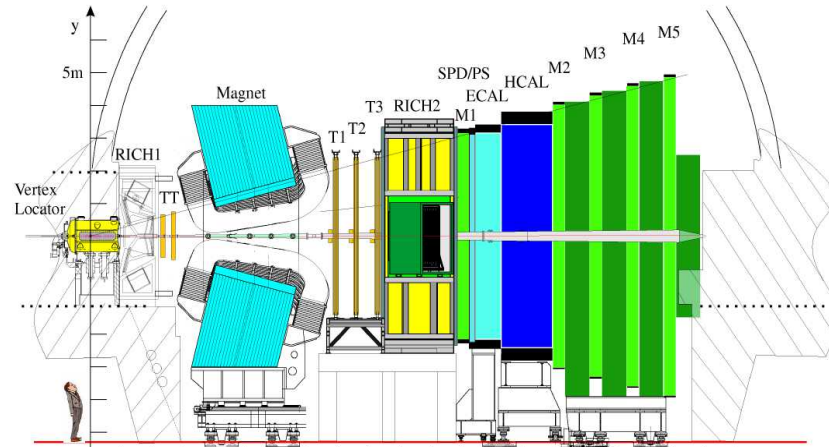 y
5m
Magnet
RICH1
Vertex
Locator
TT
T1
T2
T3
RICH2
M1
SPD/PS
ECAL
HCAL
M2
M3
M4
M5